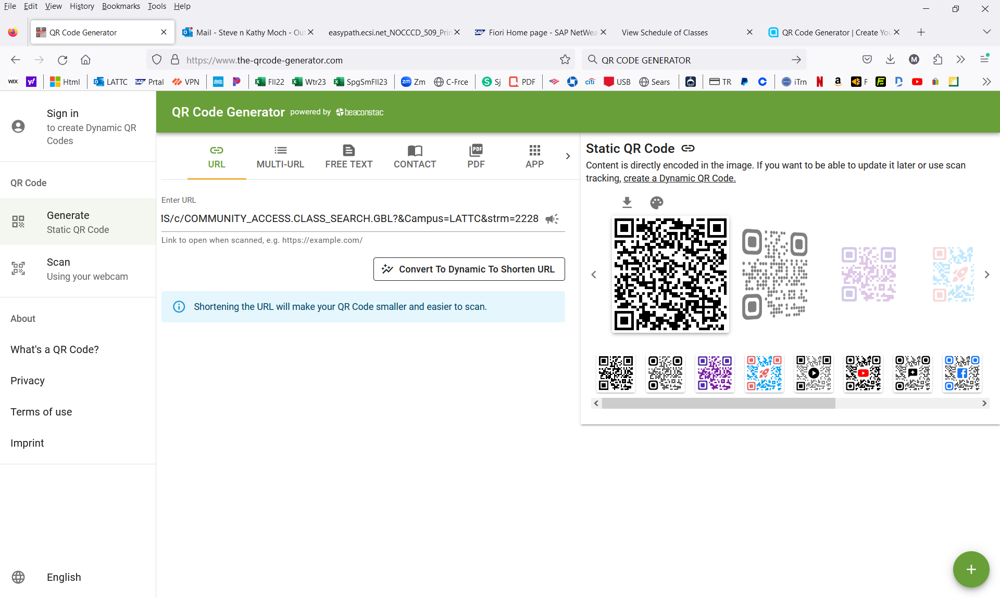 File Edit View History Bookmarks Tools Help
QR Code Generator
Mail - Steve n Kathy Moch - Ou
easypath.ecsi.net_NOCCCD_509_Prin
Fiori Home page - SAP NetWea
View Schedule of Classes
QR Code Generator | Create You
https://www.the-qrcode-generator.com
QR CODE GENERATOR
M
WIX y! Html LATTC SAP Prtal VPN Fll22 Wtr23 SpgSmFll23 zm Zm C-Frce S Sj PDF citi USB Sears TR iTrn N a F
Sign in
to create Dynamic QR
Codes
QR Code
Generate
Static QR Code
Scan
Using your webcam
About
What's a QR Code?
Privacy
Terms of use
Imprint
English
QR Code Generator powered by beaconstac
URL MULTI-URL FREE TEXT CONTACT PDF PDF APP
Enter URL
IS/c/COMMUNITY_ACCESS.CLASS_SEARCH.GBL?&Campus=LATTC&strm=2228
Link to open when scanned, e.g. https://example.com/
Convert To Dynamic To Shorten URL
Shortening the URL will make your QR Code smaller and easier to scan.
Static QR Code
Content is directly encoded in the image. If you want to be able to update it later or use scan
tracking, create a Dynamic QR Code.